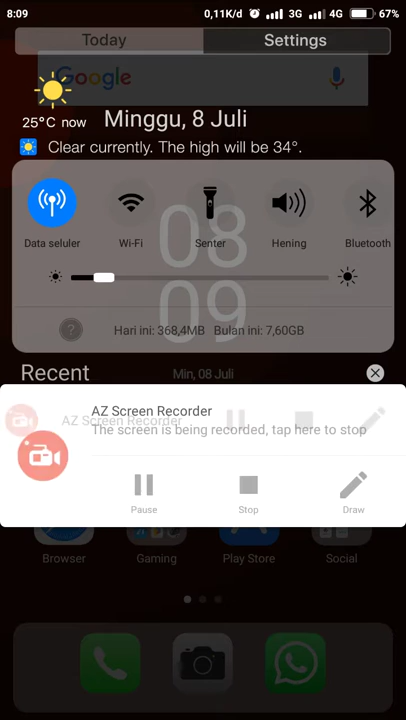 8:09 0,11K/d 3G 4G 67%
Today Settings
Google
25°C now Minggu, 8 Juli
Clear currently. The high will be 34°.
08
Data seluler Wi-Fi Senter Hening Bluetooth
09
? Hari ini: 368,4MB Bulan ini: 7,60GB
Recent Min, 08 Juli
AZ Screen Recorder
AZ Screen Recorder
The screen is being recorded, tap here to stop
Pause Stop Draw
Browser Gaming Play Store Social